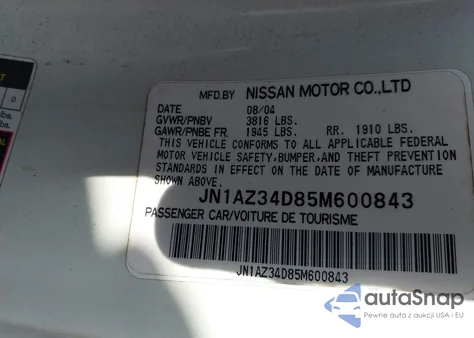 MFD.BY NISSAN MOTOR CO.,LTD
DATE 08/04
GVWR/PNBV 3816 LBS.
GAWR/PNBE FR. 1945 LBS. RR. 1910 LBS.
THIS VEHICLE CONFORMS TO ALL APPLICABLE FEDERAL
MOTOR VEHICLE SAFETY, BUMPER, AND THEFT PREVENTION
STANDARDS IN EFFECT ON THE DATE OF MANUFACTURE
SHOWN ABOVE.
JN1AZ34D85M600843
PASSENGER CAR/VOITURE DE TOURISME
JN1AZ34D85M600843
autoSnap
Pewne auta z aukcji USA i EU
0
lbs.
lbs.